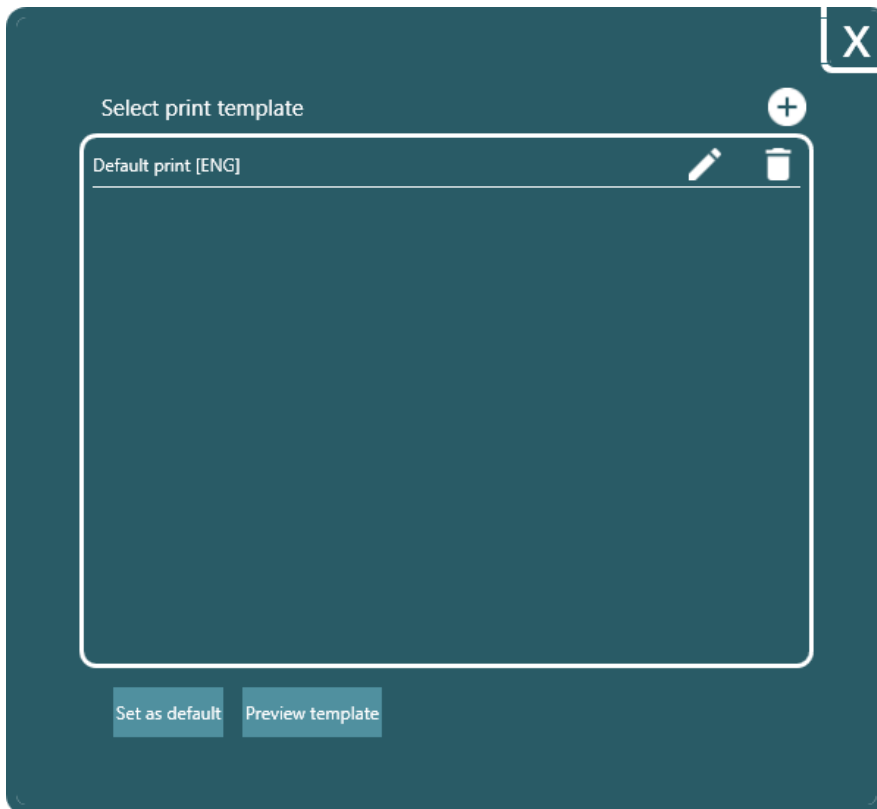 X
Select print template
Default print [ENG]
Set as default
Preview template